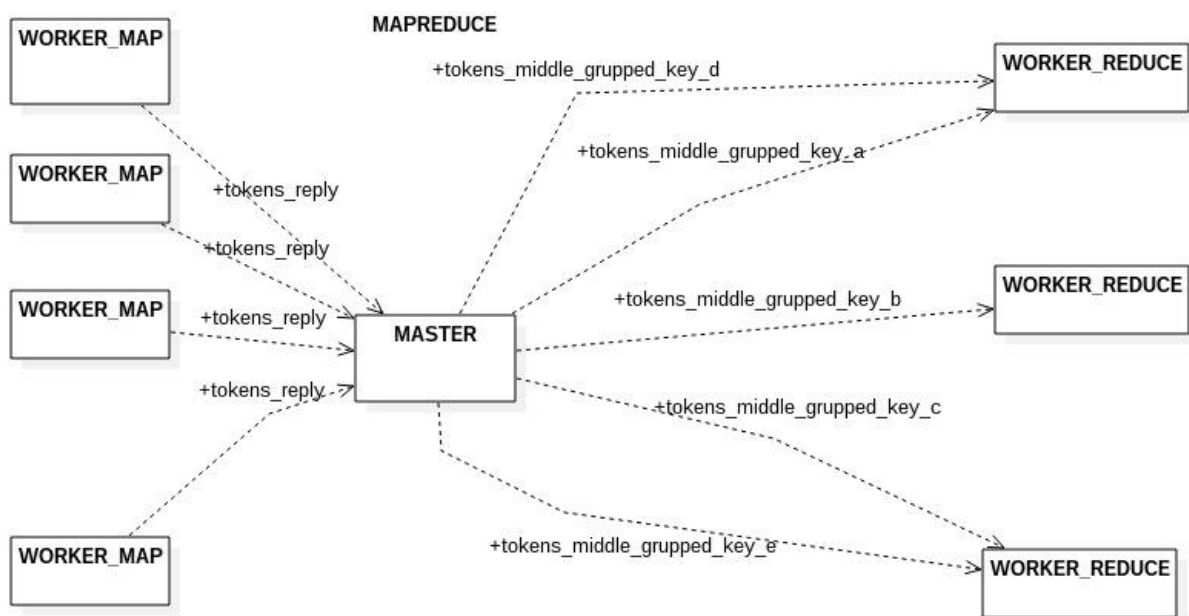 MAPREDUCE
WORKER_MAP
WORKER_REDUCE
+tokens_middle_grupped_key_d
+tokens_middle_grupped_key_a
WORKER_MAP
+tokens_reply
+tokens_reply
WORKER_REDUCE
WORKER_MAP
+tokens_middle_grupped_key_b
+tokens_reply
MASTER
+tokens_reply
+tokens_middle_grupped_key_c
+tokens_middle_grupped_key_e
WORKER_MAP
WORKER_REDUCE